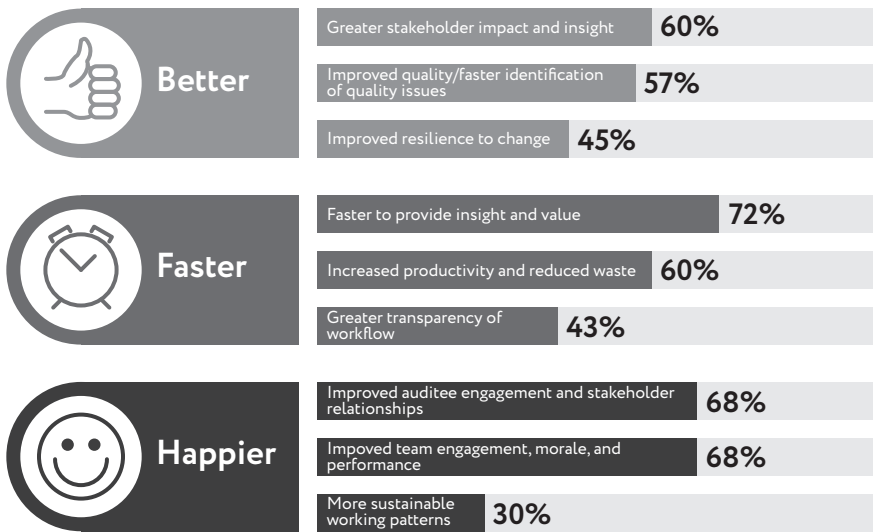 Better
Greater stakeholder impact and insight 60%
Improved quality/faster identification
of quality issues
57%
Improved resilience to change 45%
Faster
Faster to provide insight and value 72%
Increased productivity and reduced waste 60%
Greater transparency of
workflow
43%
Happier
Improved auditee engagement and stakeholder
relationships
68%
Impoved team engagement, morale, and
performance
68%
More sustainable
working patterns
30%